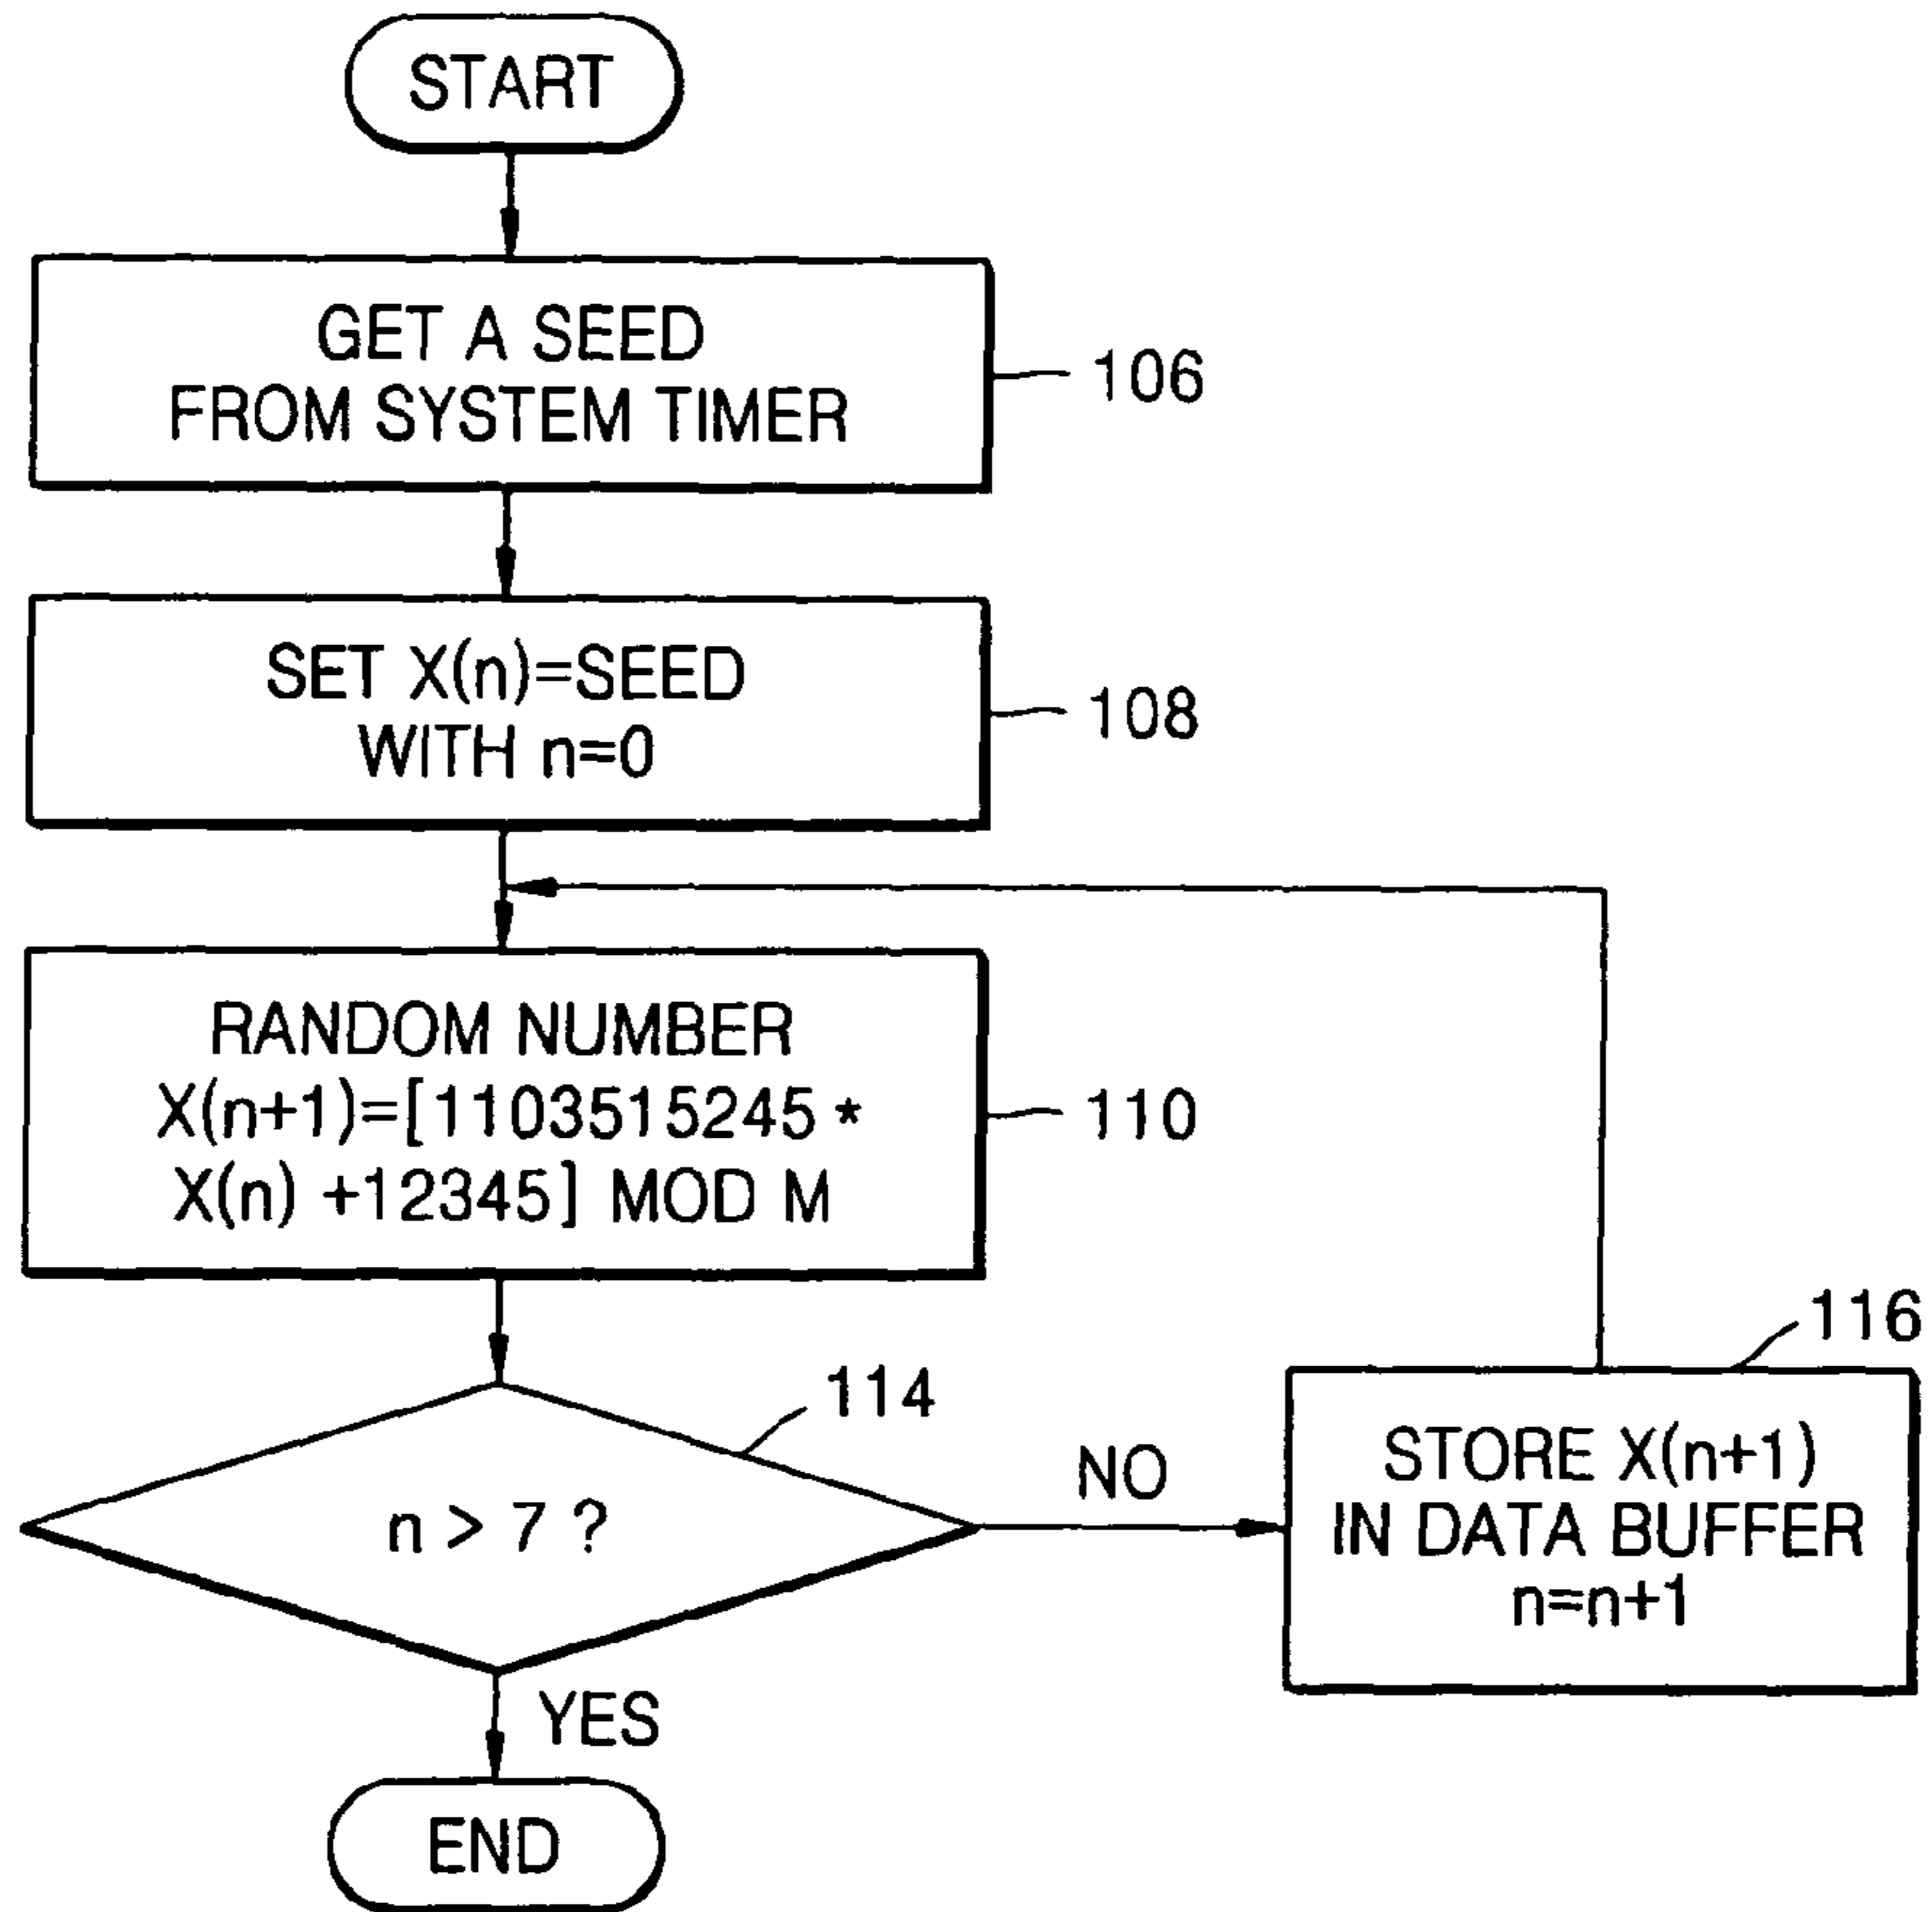 START
GET A SEED
FROM SYSTEM TIMER
106
SET X(n)=SEED
WITH n=0
108
RANDOM NUMBER
X(n+1)=[1103515245 *
X(n) +12345] MOD M
110
114
n > 7 ?
NO
116
STORE X(n+1)
IN DATA BUFFER
n=n+1
YES
END